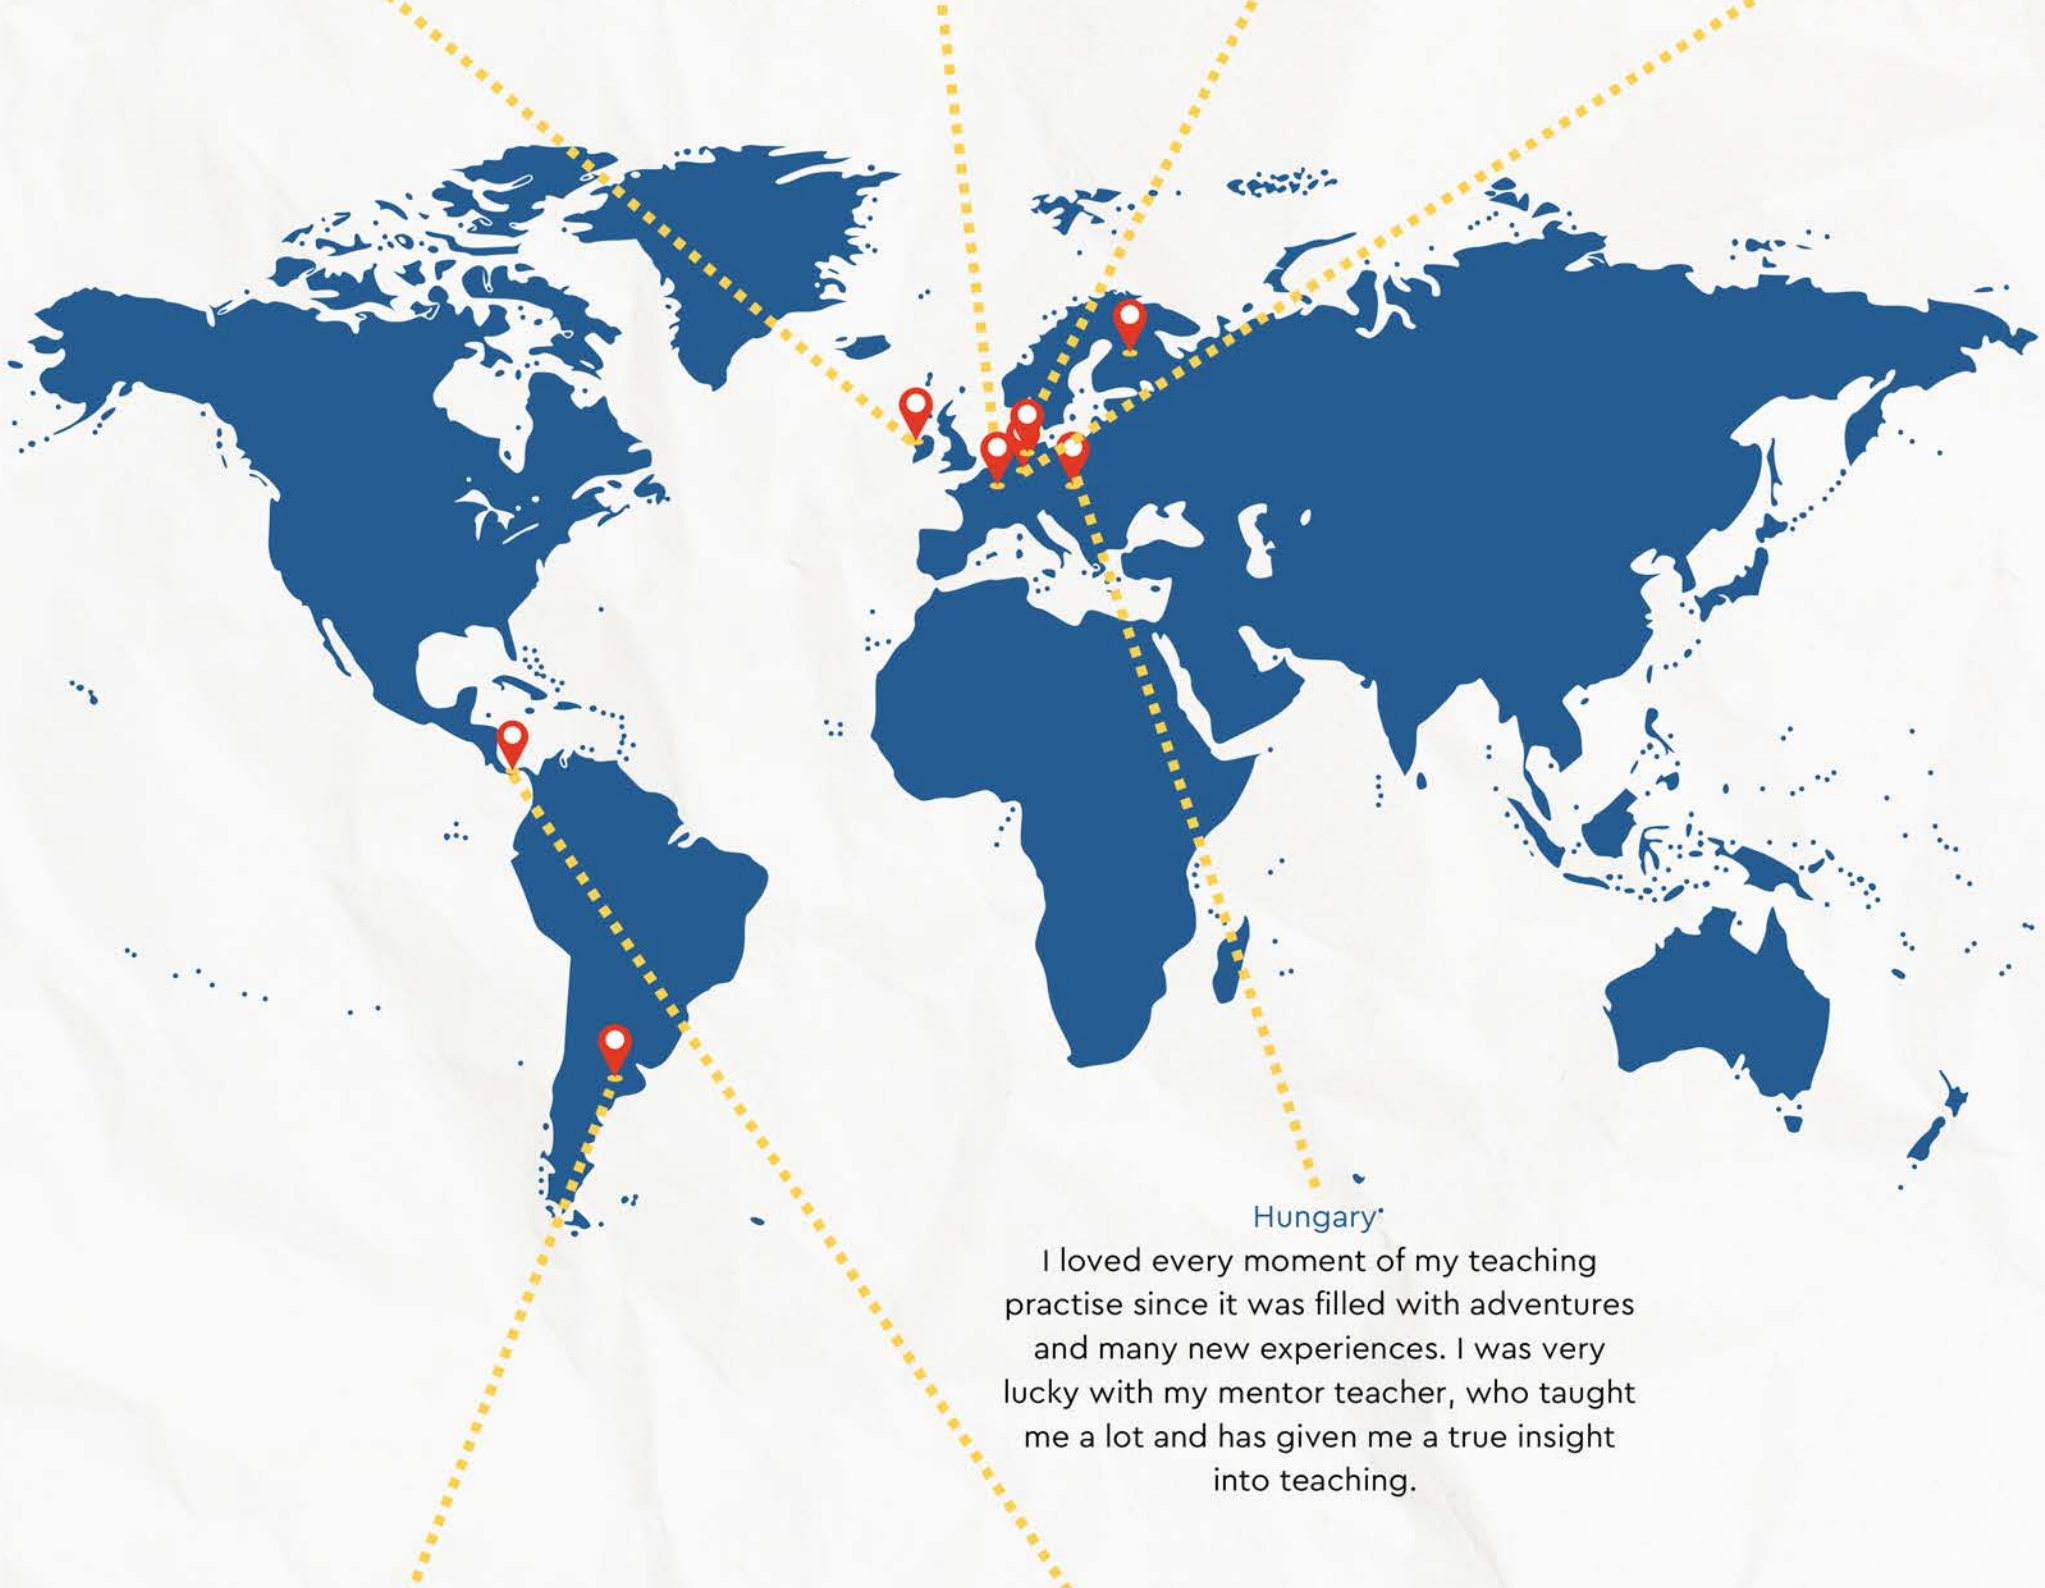 Hungary
I loved every moment of my teaching
practise since it was filled with adventures
and many new experiences. I was very
lucky with my mentor teacher, who taught
me a lot and has given me a true insight
into teaching.